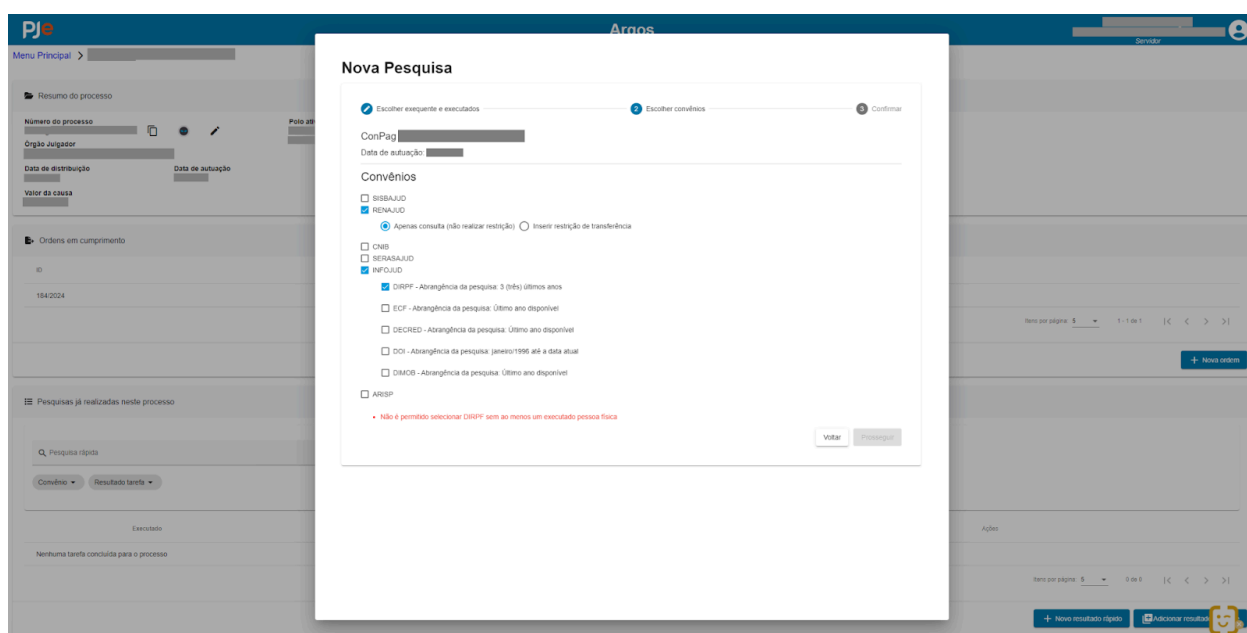 PJe
Argos
Servidor
Menu Principal >
Nova Pesquisa
Resumo do processo
Número do processo
Polo ati
Órgão Julgador
Data de distribuição
Data de autuação
Valor da causa
Escolher exequente e executados
2
Escolher convênios
3
Confirmar
ConPag
Data de autuação:
Convênios
SISBAJUD
RENAJUD
Apenas consulta (não realizar restrição)
Inserir restrição de transferência
CNIB
SERASAJUD
INFOJUD
DIRPF - Abrangência da pesquisa: 3 (três) últimos anos
ECF - Abrangência da pesquisa: Último ano disponível
DECRED - Abrangência da pesquisa: Último ano disponível
DOI - Abrangência da pesquisa: janeiro/1996 até a data atual
DIMOB - Abrangência da pesquisa: Último ano disponível
ARISP
• Não é permitido selecionar DIRPF sem ao menos um executado pessoa física
Voltar
Prosseguir
Ordens em cumprimento
ID
184/2024
Itens por página: 5
1 - 1 de 1
+ Nova ordem
Pesquisas já realizadas neste processo
Pesquisa rápida
Convênio
Resultado tarefa
Executado
Ações
Nenhuma tarefa concluída para o processo
Itens por página: 5
0 de 0
+ Novo resultado rápido
Adicionar resultad